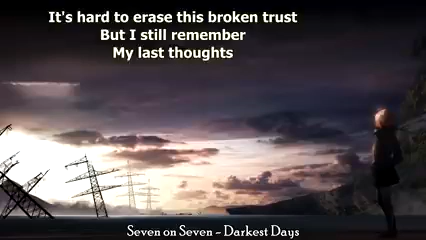 It's hard to erase this broken trust
But I still remember
My last thoughts
Seven on Seven – Darkest Days